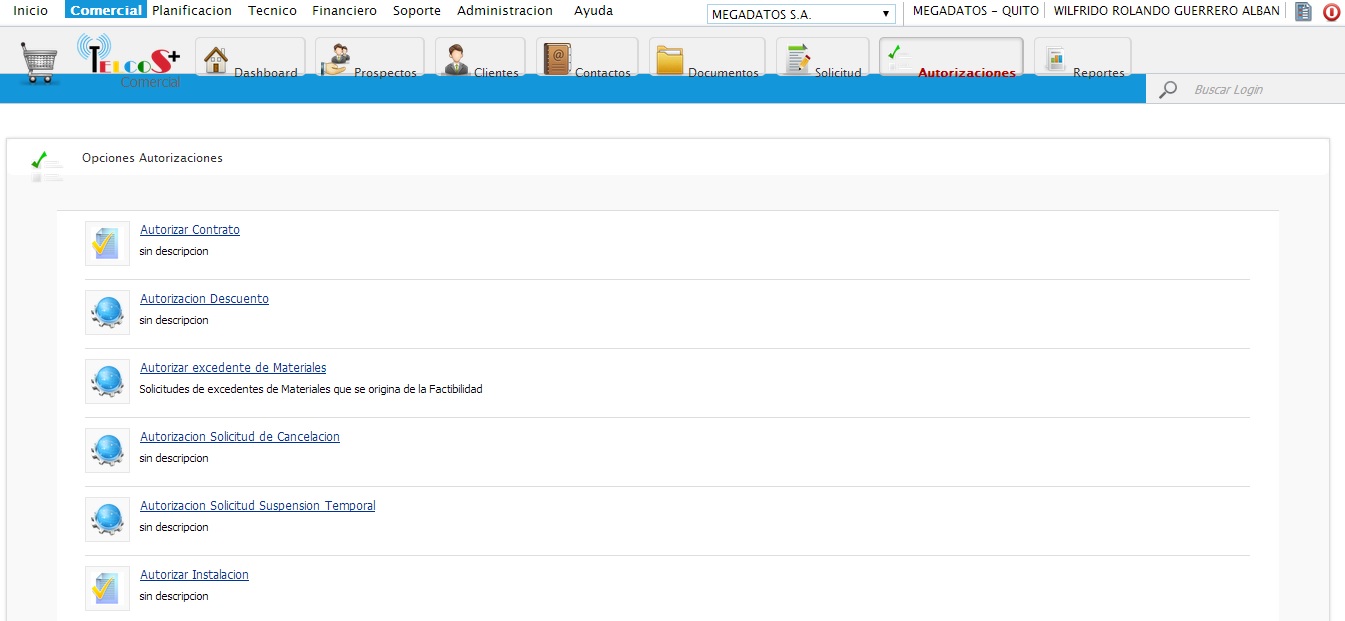 Inicio Comercial Planificacion Tecnico Financiero Soporte Administracion Ayuda MEGADATOS S.A. MEGADATOS - QUITO WILFRIDO ROLANDO GUERRERO ALBAN
TELCOS+ Dashboard Prospectos Clientes Contactos Documentos Solicitud Autorizaciones Reportes
Comercial Buscar Login
Opciones Autorizaciones
Autorizar Contrato
sin descripcion
Autorizacion Descuento
sin descripcion
Autorizar excedente de Materiales
Solicitudes de excedentes de Materiales que se origina de la Factibilidad
Autorizacion Solicitud de Cancelacion
sin descripcion
Autorizacion Solicitud Suspension Temporal
sin descripcion
Autorizar Instalacion
sin descripcion